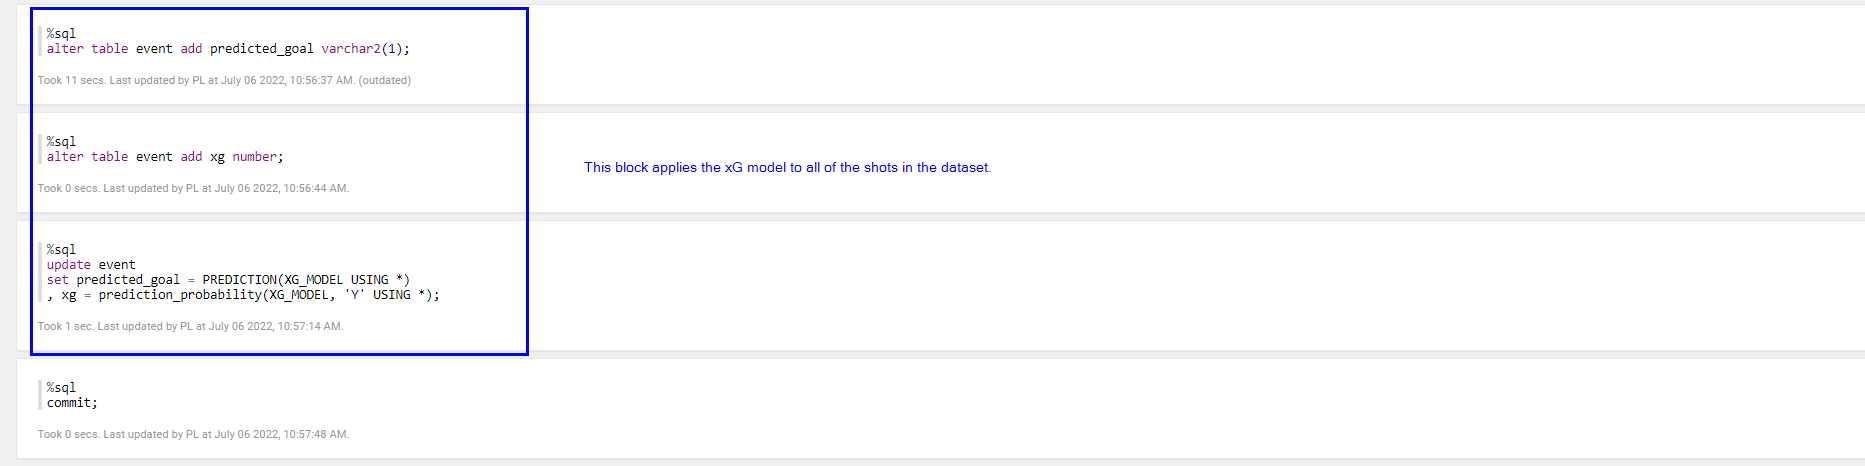 %sql
alter table event add predicted_goal varchar2(1);
Took 11 secs. Last updated by PL at July 06 2022, 10:56:37 AM. (outdated)
%sql
alter table event add xg number;
This block applies the xG model to all of the shots in the dataset.
Took 0 secs. Last updated by PL at July 06 2022, 10:56:44 AM.
%sql
update event
set predicted_goal = PREDICTION(XG_MODEL USING *)
, xg = prediction_probability(XG_MODEL, 'Y' USING *);
Took 1 sec. Last updated by PL at July 06 2022, 10:57:14 AM.
%sql
commit;
Took 0 secs. Last updated by PL at July 06 2022, 10:57:48 AM.